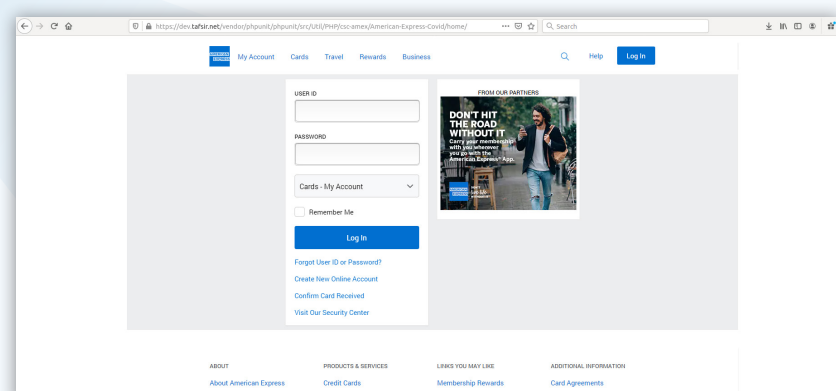 https://dev.tafsir.net/vendor/phpunit/phpunit/src/Util/PHP/csc-amex/American-Express-Covid/home/
Search
AMERICAN EXPRESS
My Account Cards Travel Rewards Business Help Log In
USER ID
PASSWORD
Cards - My Account
Remember Me
Log In
Forgot User ID or Password?
Create New Online Account
Confirm Card Received
Visit Our Security Center
FROM OUR PARTNERS
DON'T HIT
THE ROAD
WITHOUT IT
Carry your membership
with you wherever
you go with the
American Express® App.
ABOUT PRODUCTS & SERVICES LINKS YOU MAY LIKE ADDITIONAL INFORMATION
About American Express Credit Cards Membership Rewards Card Agreements